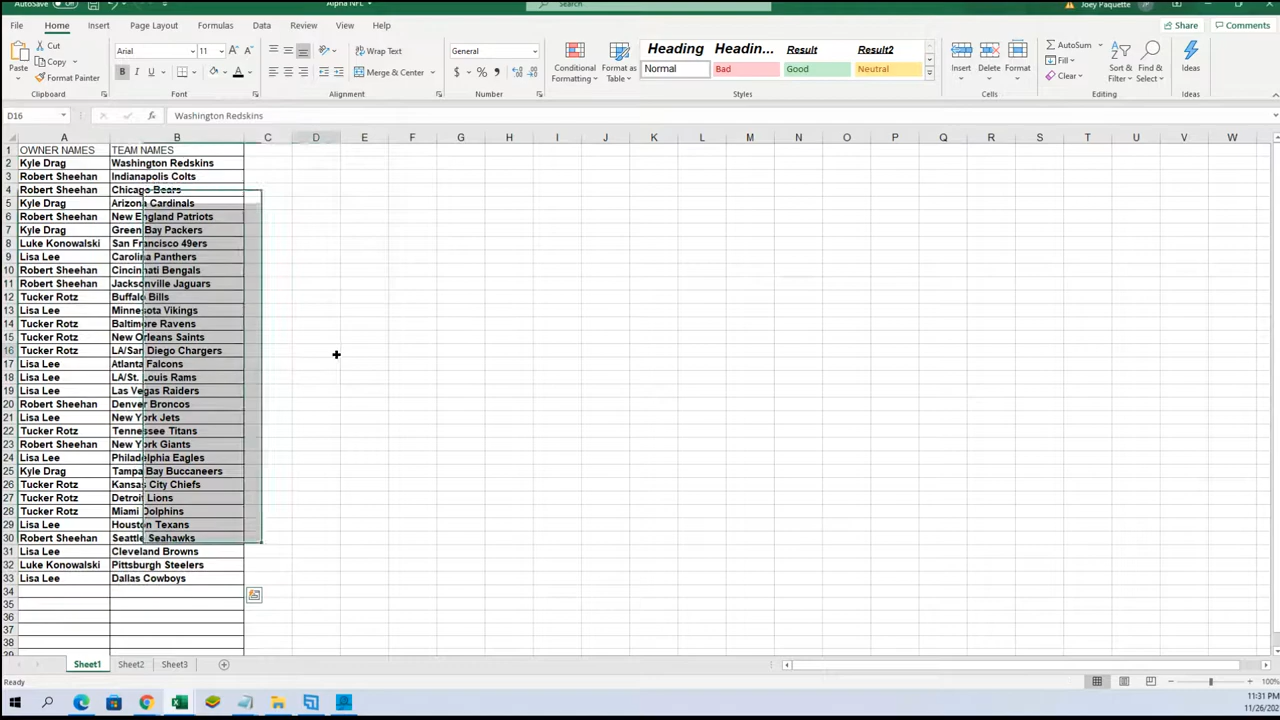 AutoSave Off Alpha NFL Search Joey Paquette
File Home Insert Page Layout Formulas Data Review View Help Share Comments
Paste Cut Copy Format Painter Clipboard
Arial 11 B I U A Font
Wrap Text Merge & Center Alignment
General $ % Number
Conditional Formatting Format as Table
Heading Headin... Result Result2
Normal Bad Good Neutral
Styles
Insert Delete Format Cells
AutoSum Fill Clear Sort & Filter Find & Select Editing
Ideas Ideas
D16 fx Washington Redskins
A B C D E F G H I J K L M N O P Q R S T U V W
1 OWNER NAMES TEAM NAMES
2 Kyle Drag Washington Redskins
3 Robert Sheehan Indianapolis Colts
4 Robert Sheehan Chicago Bears
5 Kyle Drag Arizona Cardinals
6 Robert Sheehan New England Patriots
7 Kyle Drag Green Bay Packers
8 Luke Konowalski San Francisco 49ers
9 Lisa Lee Carolina Panthers
10 Robert Sheehan Cincinnati Bengals
11 Robert Sheehan Jacksonville Jaguars
12 Tucker Rotz Buffalo Bills
13 Lisa Lee Minnesota Vikings
14 Tucker Rotz Baltimore Ravens
15 Tucker Rotz New Orleans Saints
16 Tucker Rotz LA/San Diego Chargers
17 Lisa Lee Atlanta Falcons
18 Lisa Lee LA/St. Louis Rams
19 Lisa Lee Las Vegas Raiders
20 Robert Sheehan Denver Broncos
21 Lisa Lee New York Jets
22 Tucker Rotz Tennessee Titans
23 Robert Sheehan New York Giants
24 Lisa Lee Philadelphia Eagles
25 Kyle Drag Tampa Bay Buccaneers
26 Tucker Rotz Kansas City Chiefs
27 Tucker Rotz Detroit Lions
28 Tucker Rotz Miami Dolphins
29 Lisa Lee Houston Texans
30 Robert Sheehan Seattle Seahawks
31 Lisa Lee Cleveland Browns
32 Luke Konowalski Pittsburgh Steelers
33 Lisa Lee Dallas Cowboys
34
35
36
37
38
39
Sheet1 Sheet2 Sheet3
Ready 100%
11:31 PM
11/26/202